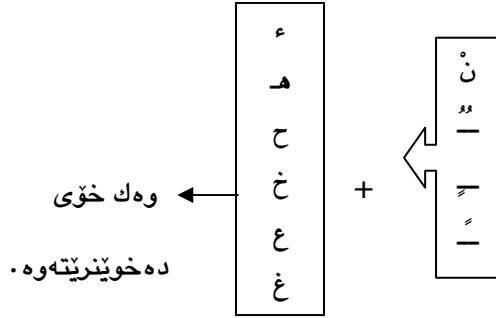 نْ
ـٌـ
ـٍـ
ـً
+
ء
هـ
ح
خ
ع
غ
وەك خۆی
دەخوێنرێتەوە.